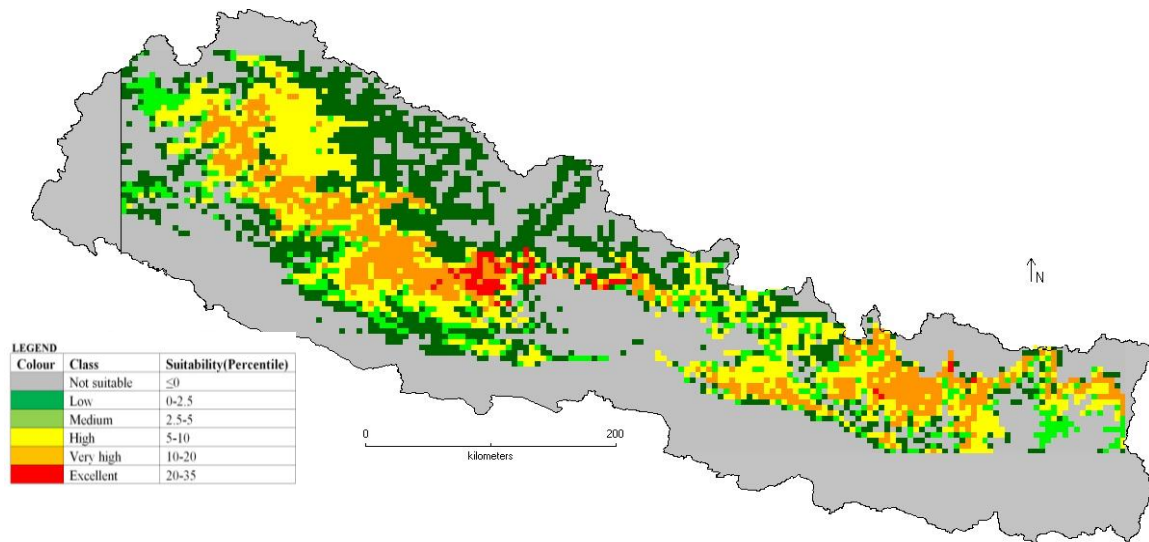 N
LEGEND
Colour Class Suitability(Percentile)
Not suitable ≤0
Low 0-2.5
Medium 2.5-5
High 5-10
Very high 10-20
Excellent 20-35
0 200
kilometers